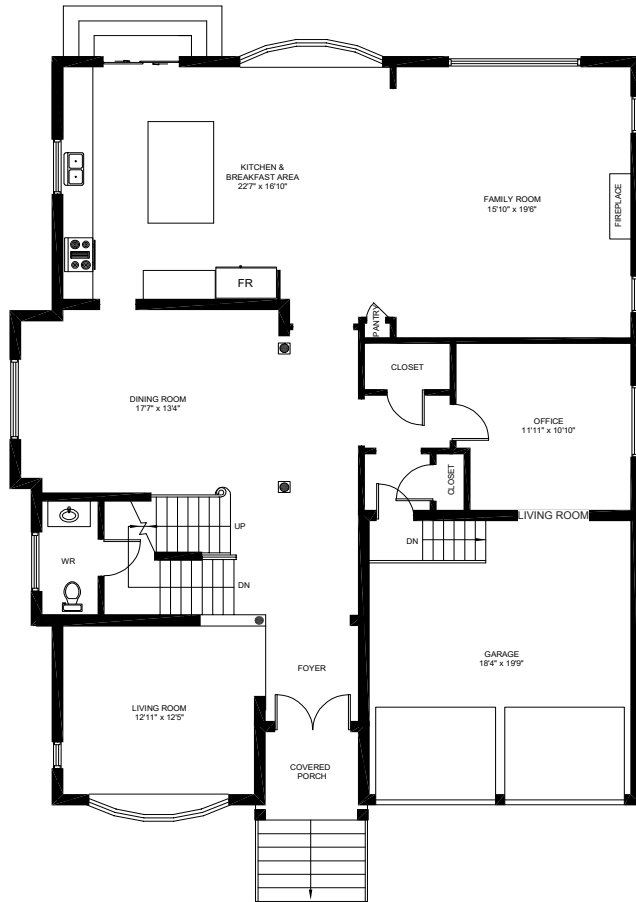 KITCHEN &
BREAKFAST AREA
22'7" x 16'10"
FAMILY ROOM
15'10" x 19'6"
FIREPLACE
FR
PANTRY
CLOSET
DINING ROOM
17'7" x 13'4"
OFFICE
11'11" x 10'10"
CLOSET
LIVING ROOM
UP
DN
WR
DN
GARAGE
18'4" x 19'9"
FOYER
LIVING ROOM
12'11" x 12'5"
COVERED
PORCH